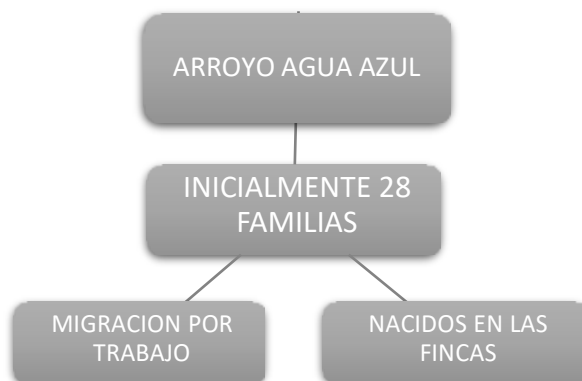 ARROYO AGUA AZUL
INICIALMENTE 28
FAMILIAS
MIGRACION POR
TRABAJO
NACIDOS EN LAS
FINCAS